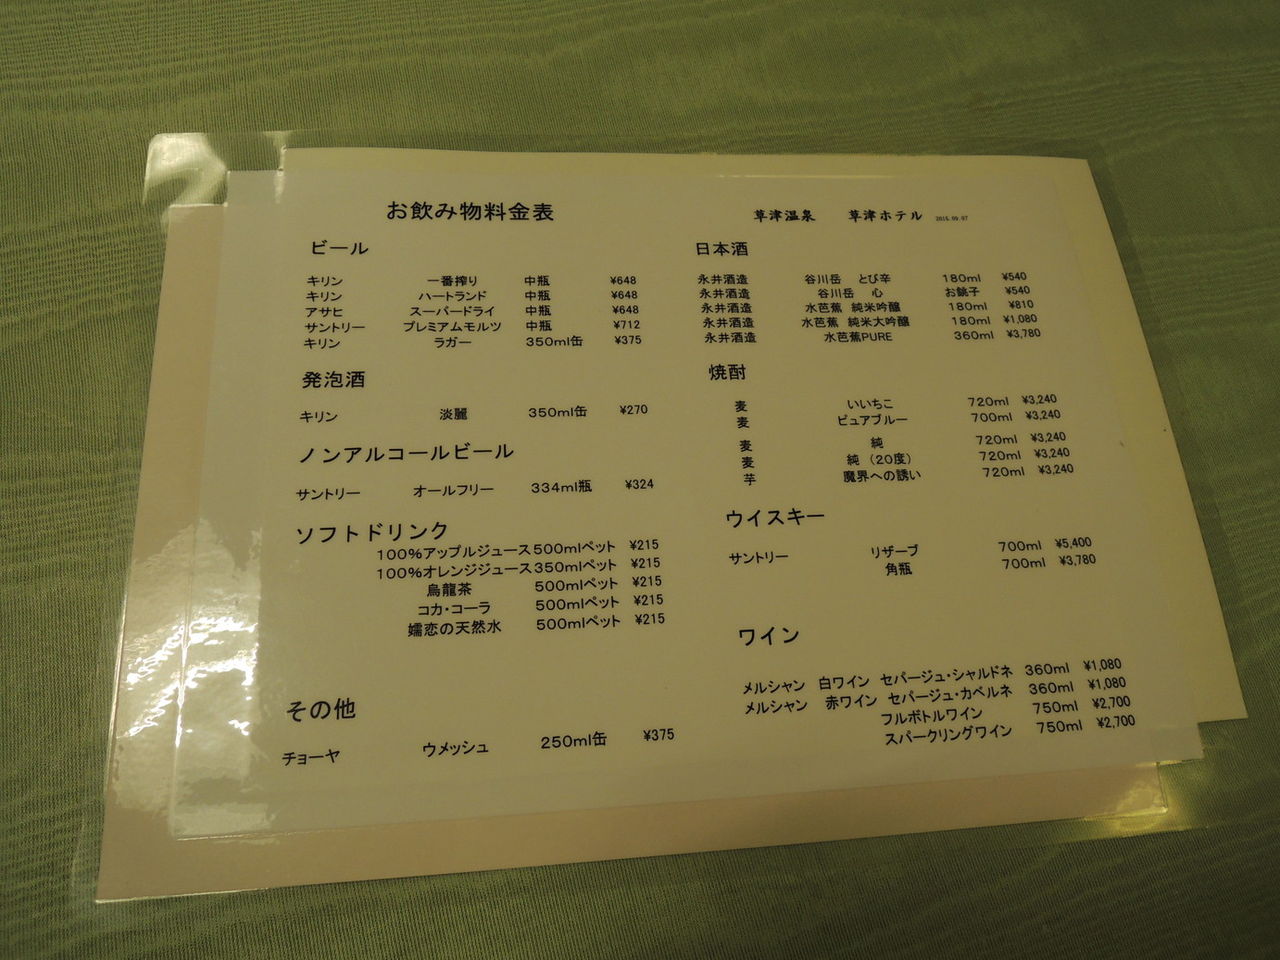 お飲み物料金表
草津温泉 草津ホテル 2016.09.07
ビール
キリン 一番搾り 中瓶 ¥648
キリン ハートランド 中瓶 ¥648
アサヒ スーパードライ 中瓶 ¥648
サントリー プレミアムモルツ 中瓶 ¥712
キリン ラガー 350ml缶 ¥375
発泡酒
キリン 淡麗 350ml缶 ¥270
ノンアルコールビール
サントリー オールフリー 334ml瓶 ¥324
ソフトドリンク
100%アップルジュース 500mlペット ¥215
100%オレンジジュース 350mlペット ¥215
烏龍茶 500mlペット ¥215
コカ・コーラ 500mlペット ¥215
嬬恋の天然水 500mlペット ¥215
その他
チョーヤ ウメッシュ 250ml缶 ¥375
日本酒
永井酒造 谷川岳 とび辛 180ml ¥540
永井酒造 谷川岳 心 お銚子 ¥540
永井酒造 水芭蕉 純米吟醸 180ml ¥810
永井酒造 水芭蕉 純米大吟醸 180ml ¥1,080
永井酒造 水芭蕉PURE 360ml ¥3,780
焼酎
麦 いいちこ 720ml ¥3,240
麦 ピュアブルー 700ml ¥3,240
麦 純 720ml ¥3,240
麦 純 (20度) 720ml ¥3,240
芋 魔界への誘い 720ml ¥3,240
ウイスキー
サントリー リザーブ 700ml ¥5,400
角瓶 700ml ¥3,780
ワイン
メルシャン 白ワイン セパージュ・シャルドネ 360ml ¥1,080
メルシャン 赤ワイン セパージュ・カベルネ 360ml ¥1,080
フルボトルワイン 750ml ¥2,700
スパークリングワイン 750ml ¥2,700